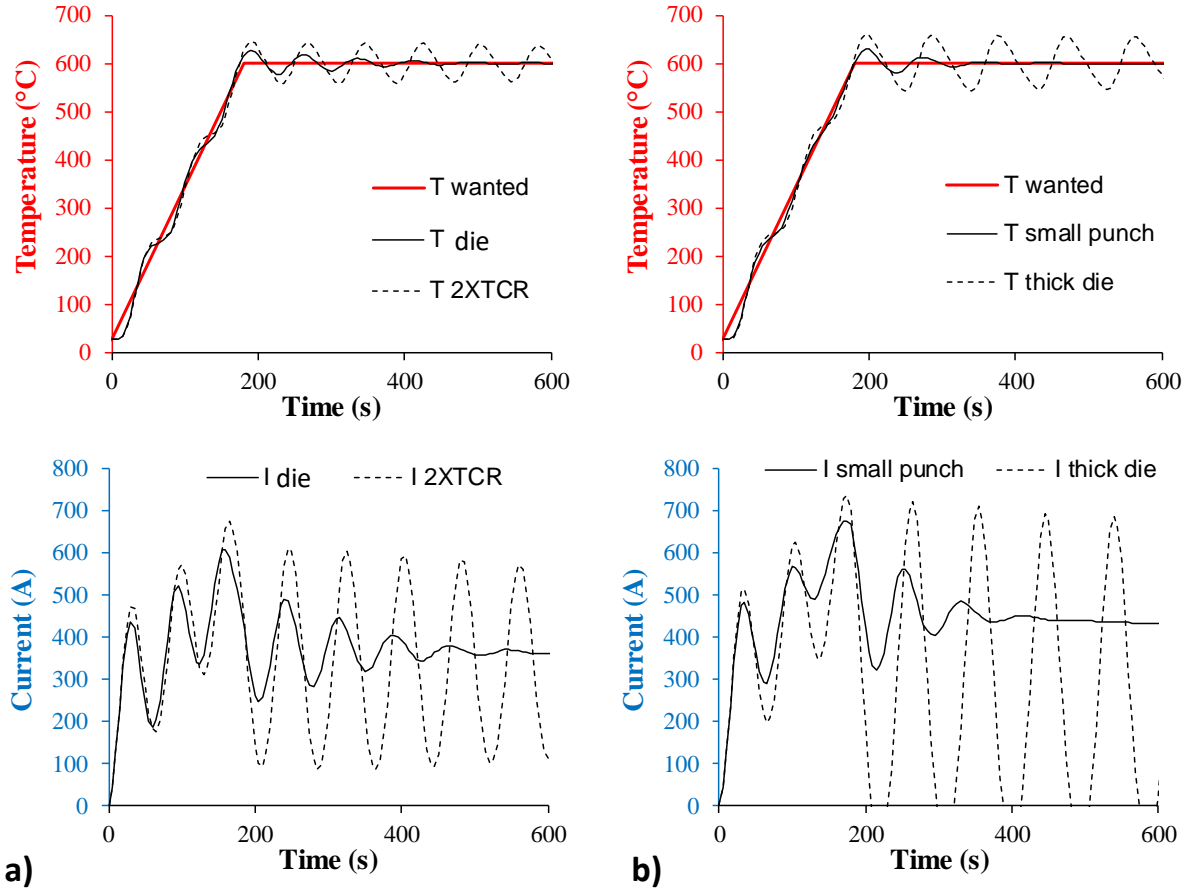 700
600
500
400
300
200
100
0
Temperature (°C)
T wanted
T die
T 2XTCR
0 200 400 600
Time (s)
700
600
500
400
300
200
100
0
Temperature (°C)
T wanted
T small punch
T thick die
0 200 400 600
Time (s)
800
700
600
500
400
300
200
100
0
Current (A)
I die I 2XTCR
0 200 400 600
Time (s)
a)
800
700
600
500
400
300
200
100
0
Current (A)
I small punch I thick die
0 200 400 600
Time (s)
b)